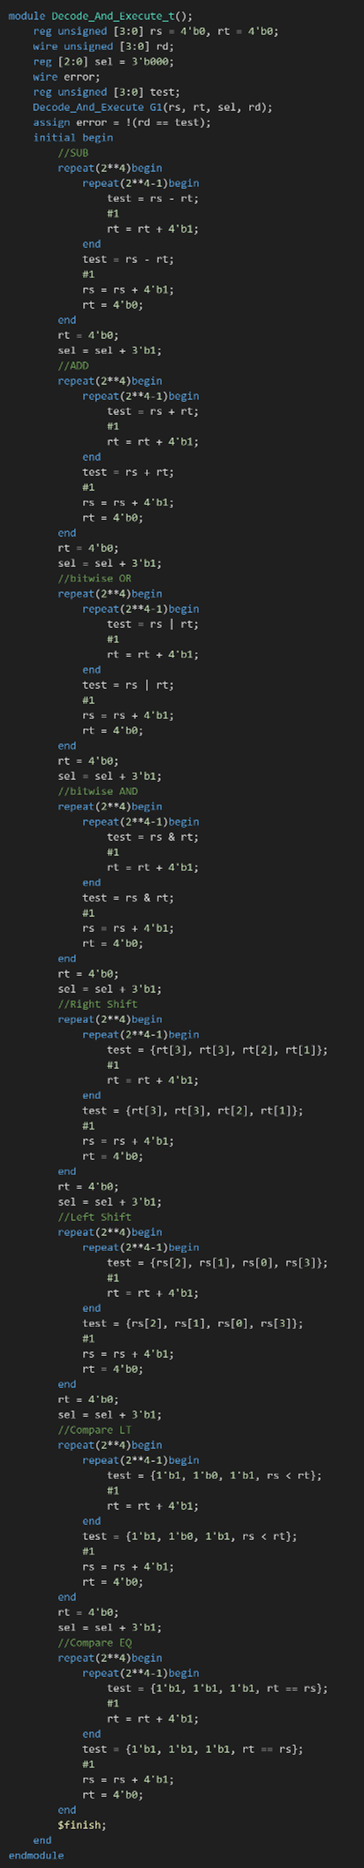 module Decode_And_Execute_t();
    reg unsigned [3:0] rs = 4'b0, rt = 4'b0;
    wire unsigned [3:0] rd;
    reg [2:0] sel = 3'b000;
    wire error;
    reg unsigned [3:0] test;
    Decode_And_Execute G1(rs, rt, sel, rd);
    assign error = !(rd == test);
    initial begin
        //SUB
        repeat(2**4)begin
            repeat(2**4-1)begin
                test = rs - rt;
                #1
                rt = rt + 4'b1;
            end
            test = rs - rt;
            #1
            rs = rs + 4'b1;
            rt = 4'b0;
        end
        rt = 4'b0;
        sel = sel + 3'b1;
        //ADD
        repeat(2**4)begin
            repeat(2**4-1)begin
                test = rs + rt;
                #1
                rt = rt + 4'b1;
            end
            test = rs + rt;
            #1
            rs = rs + 4'b1;
            rt = 4'b0;
        end
        rt = 4'b0;
        sel = sel + 3'b1;
        //bitwise OR
        repeat(2**4)begin
            repeat(2**4-1)begin
                test = rs | rt;
                #1
                rt = rt + 4'b1;
            end
            test = rs | rt;
            #1
            rs = rs + 4'b1;
            rt = 4'b0;
        end
        rt = 4'b0;
        sel = sel + 3'b1;
        //bitwise AND
        repeat(2**4)begin
            repeat(2**4-1)begin
                test = rs & rt;
                #1
                rt = rt + 4'b1;
            end
            test = rs & rt;
            #1
            rs = rs + 4'b1;
            rt = 4'b0;
        end
        rt = 4'b0;
        sel = sel + 3'b1;
        //Right Shift
        repeat(2**4)begin
            repeat(2**4-1)begin
                test = {rt[3], rt[3], rt[2], rt[1]};
                #1
                rt = rt + 4'b1;
            end
            test = {rt[3], rt[3], rt[2], rt[1]};
            #1
            rs = rs + 4'b1;
            rt = 4'b0;
        end
        rt = 4'b0;
        sel = sel + 3'b1;
        //Left Shift
        repeat(2**4)begin
            repeat(2**4-1)begin
                test = {rs[2], rs[1], rs[0], rs[3]};
                #1
                rt = rt + 4'b1;
            end
            test = {rs[2], rs[1], rs[0], rs[3]};
            #1
            rs = rs + 4'b1;
            rt = 4'b0;
        end
        rt = 4'b0;
        sel = sel + 3'b1;
        //Compare LT
        repeat(2**4)begin
            repeat(2**4-1)begin
                test = {1'b1, 1'b0, 1'b1, rs < rt};
                #1
                rt = rt + 4'b1;
            end
            test = {1'b1, 1'b0, 1'b1, rs < rt};
            #1
            rs = rs + 4'b1;
            rt = 4'b0;
        end
        rt = 4'b0;
        sel = sel + 3'b1;
        //Compare EQ
        repeat(2**4)begin
            repeat(2**4-1)begin
                test = {1'b1, 1'b1, 1'b1, rt == rs};
                #1
                rt = rt + 4'b1;
            end
            test = {1'b1, 1'b1, 1'b1, rt == rs};
            #1
            rs = rs + 4'b1;
            rt = 4'b0;
        end
        $finish;
    end
endmodule